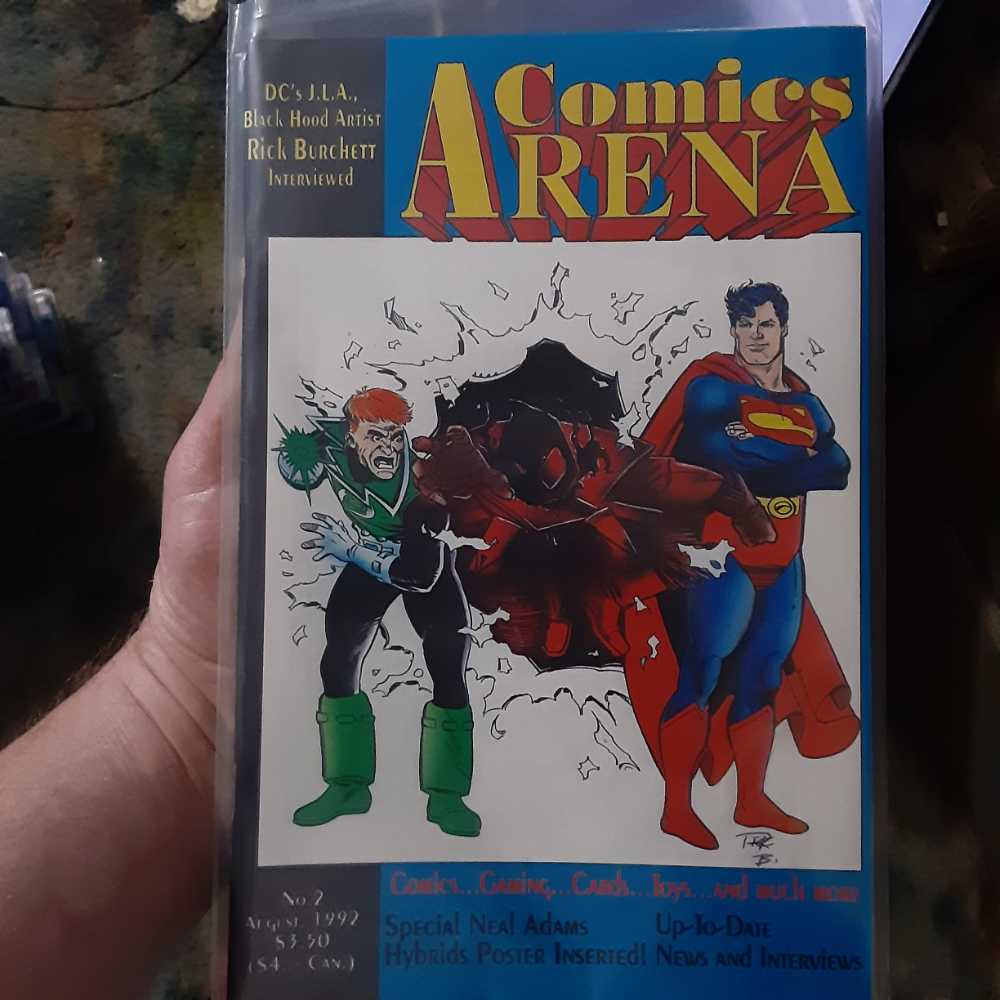 DC's J.L.A.,
Black Hood Artist
Rick Burchett
Interviewed
Comics
Arena
S
No. 2
August, 1992
$3.50
($4 - Can.)
Comics...Gaming...Cards...Toys...and much more
Special Neal Adams
Hybrids Poster Inserted!
Up-To-Date
News and Interviews